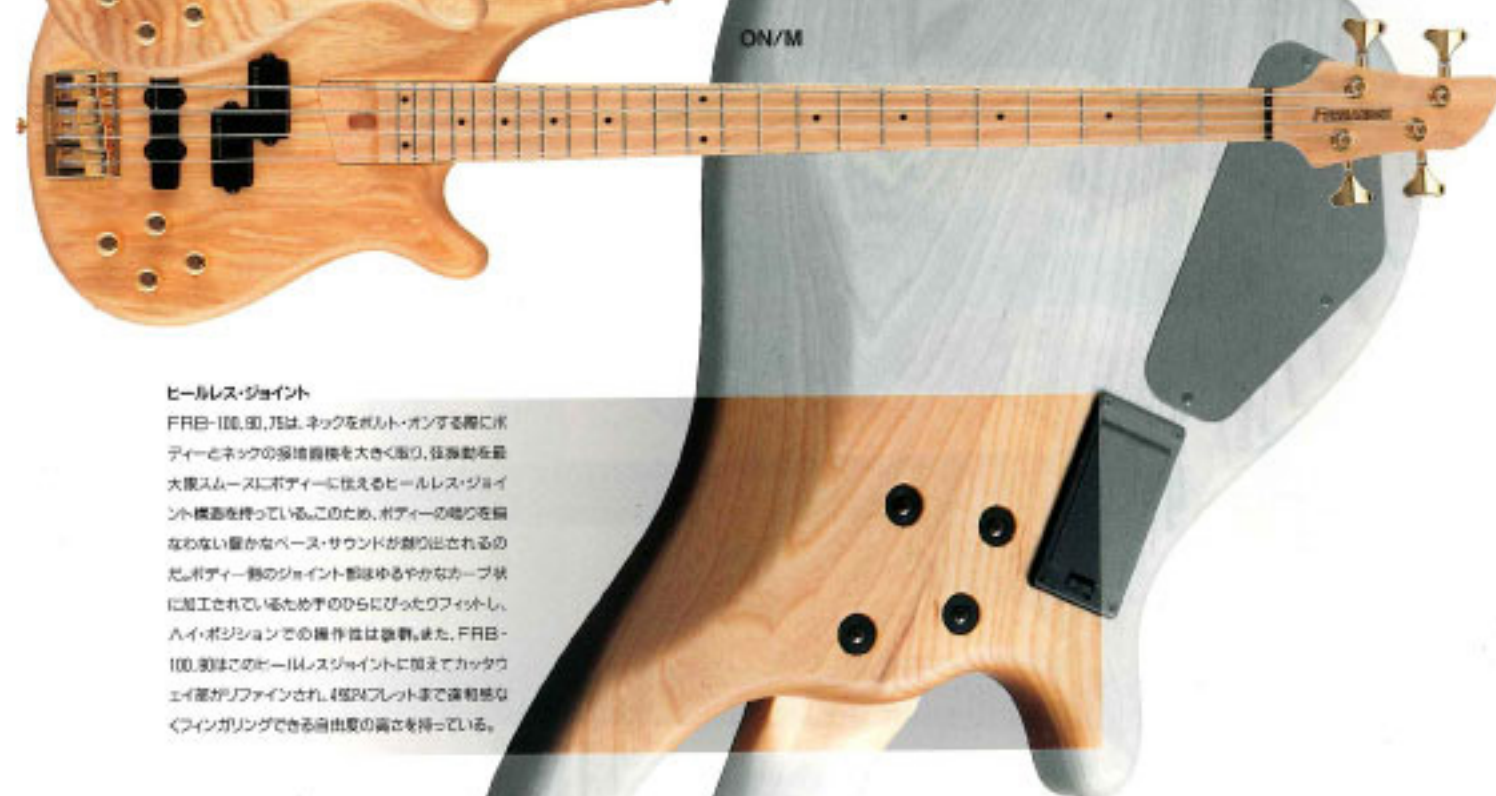 ON/M
FERNANDES
ヒールレス・ジョイント
FRB-100,90,75は、ネックをボルト・オンする際にボ
ディーとネックの接地面積を大きく取り、弦振動を最
大限スムースにボディーに伝えるヒールレス・ジョイ
ント構造を持っている。このため、ボディーの鳴りを損
なわない豊かなベース・サウンドが創り出されるの
だ。ボディー側のジョイント部はゆるやかなカーブ状
に加工されているため手のひらにぴったりフィットし、
ハイ・ポジションでの操作性は抜群。また、FRB-
100,90はこのヒールレスジョイントに加えてカッタウ
ェイ部がリファインされ、4弦24フレットまで違和感な
くフィンガリングできる自由度の高さを持っている。